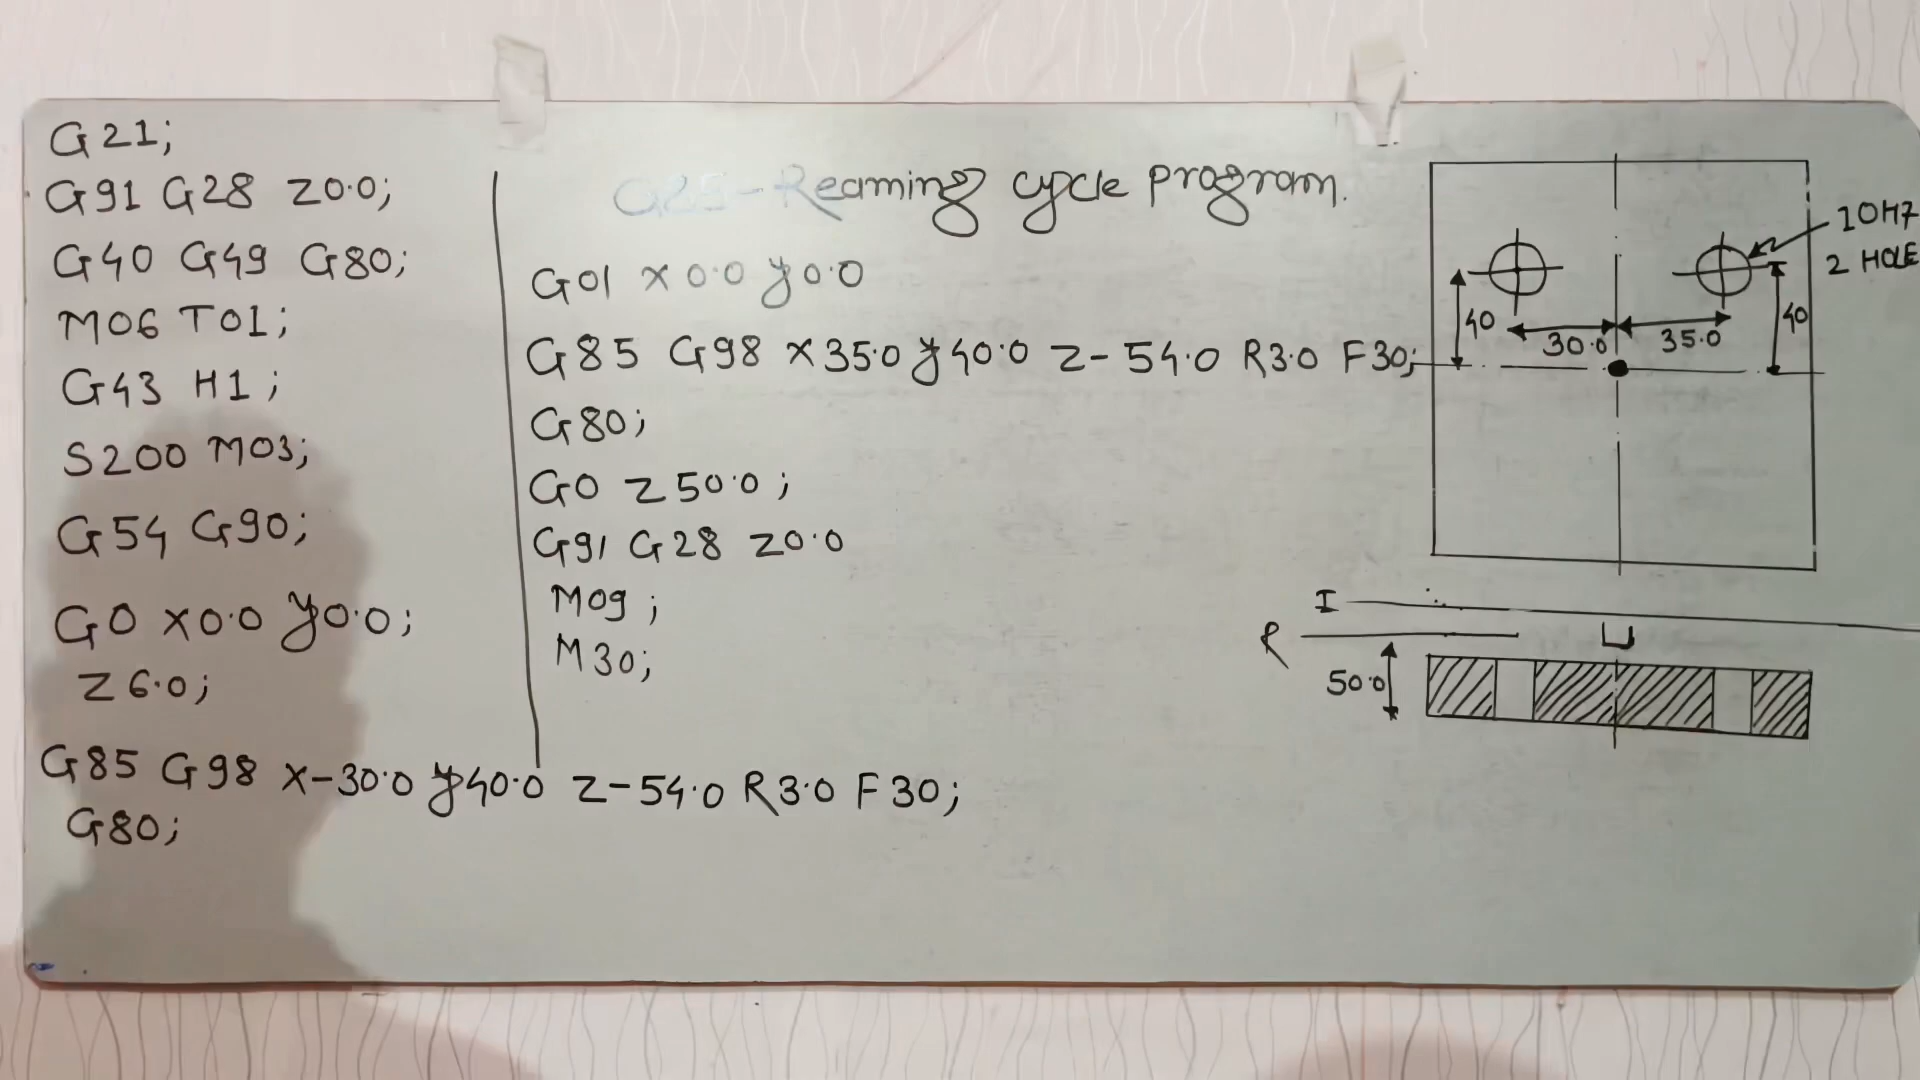 G21;
G91 G28 Z0.0;
G40 G49 G80;
M06 T01;
G43 H1;
S200 M03;
G54 G90;
G0 X0.0 Y0.0;
Z6.0;
G85 G98 X-30.0 Y40.0 Z-54.0 R3.0 F30;
G80;
G85-Reaming cycle program.
G01 X0.0 Y0.0
G85 G98 X35.0 Y40.0 Z-54.0 R3.0 F30;
G80;
G0 Z50.0;
G91 G28 Z0.0
M09;
M30;
10H7
2 HOLE
40
30.0
35.0
40
I
R
50.0